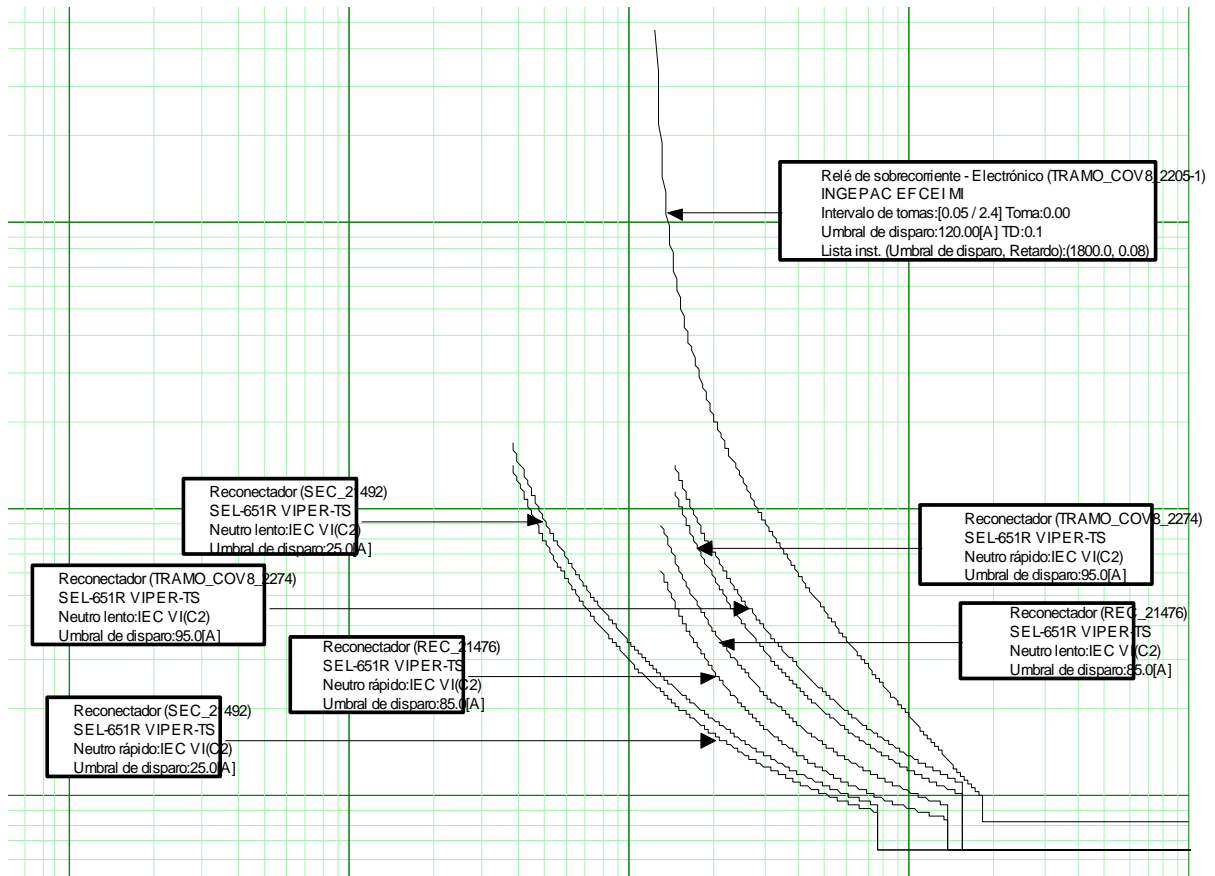 Relé de sobrecorriente - Electrónico (TRAMO_COV8_2205-1)
INGEPAC EFCEI MI
Intervalo de tomas:[0.05 / 2.4] Toma:0.00
Umbral de disparo:120.00[A] TD:0.1
Lista inst. (Umbral de disparo, Retardo):(1800.0, 0.08)
Reconectador (SEC_21492)
SEL-651R VIPER-TS
Neutro lento:IEC VI(C2)
Umbral de disparo:25.0[A]
Reconectador (TRAMO_COV8_2274)
SEL-651R VIPER-TS
Neutro rápido:IEC VI(C2)
Umbral de disparo:95.0[A]
Reconectador (TRAMO_COV8_2274)
SEL-651R VIPER-TS
Neutro lento:IEC VI(C2)
Umbral de disparo:95.0[A]
Reconectador (REC_21476)
SEL-651R VIPER-TS
Neutro lento:IEC VI(C2)
Umbral de disparo:85.0[A]
Reconectador (REC_21476)
SEL-651R VIPER-TS
Neutro rápido:IEC VI(C2)
Umbral de disparo:85.0[A]
Reconectador (SEC_21492)
SEL-651R VIPER-TS
Neutro rápido:IEC VI(C2)
Umbral de disparo:25.0[A]